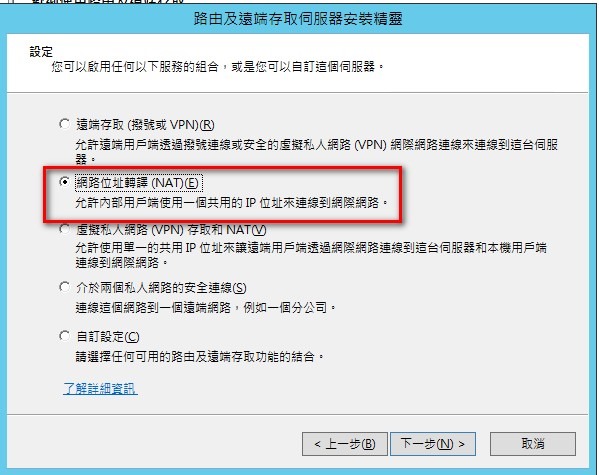 路由及遠端存取伺服器安裝精靈
設定
您可以啟用任何以下服務的組合，或是您可以自訂這個伺服器。
遠端存取 (撥號或 VPN)(R)
允許遠端用戶端透過撥號連線或安全的虛擬私人網路 (VPN) 網際網路連線來連線到這台伺服
器。
網路位址轉譯 (NAT)(E)
允許內部用戶端使用一個共用的 IP 位址來連線到網際網路。
虛擬私人網路 (VPN) 存取和 NAT(V)
允許使用單一的共用 IP 位址來讓遠端用戶端透過網際網路連線到這台伺服器和本機用戶端
連線到網際網路。
介於兩個私人網路的安全連線(S)
連線這個網路到一個遠端網路，例如一個分公司。
自訂設定(C)
請選擇任何可用的路由及遠端存取功能的結合。
了解詳細資訊
< 上一步(B)
下一步(N) >
取消